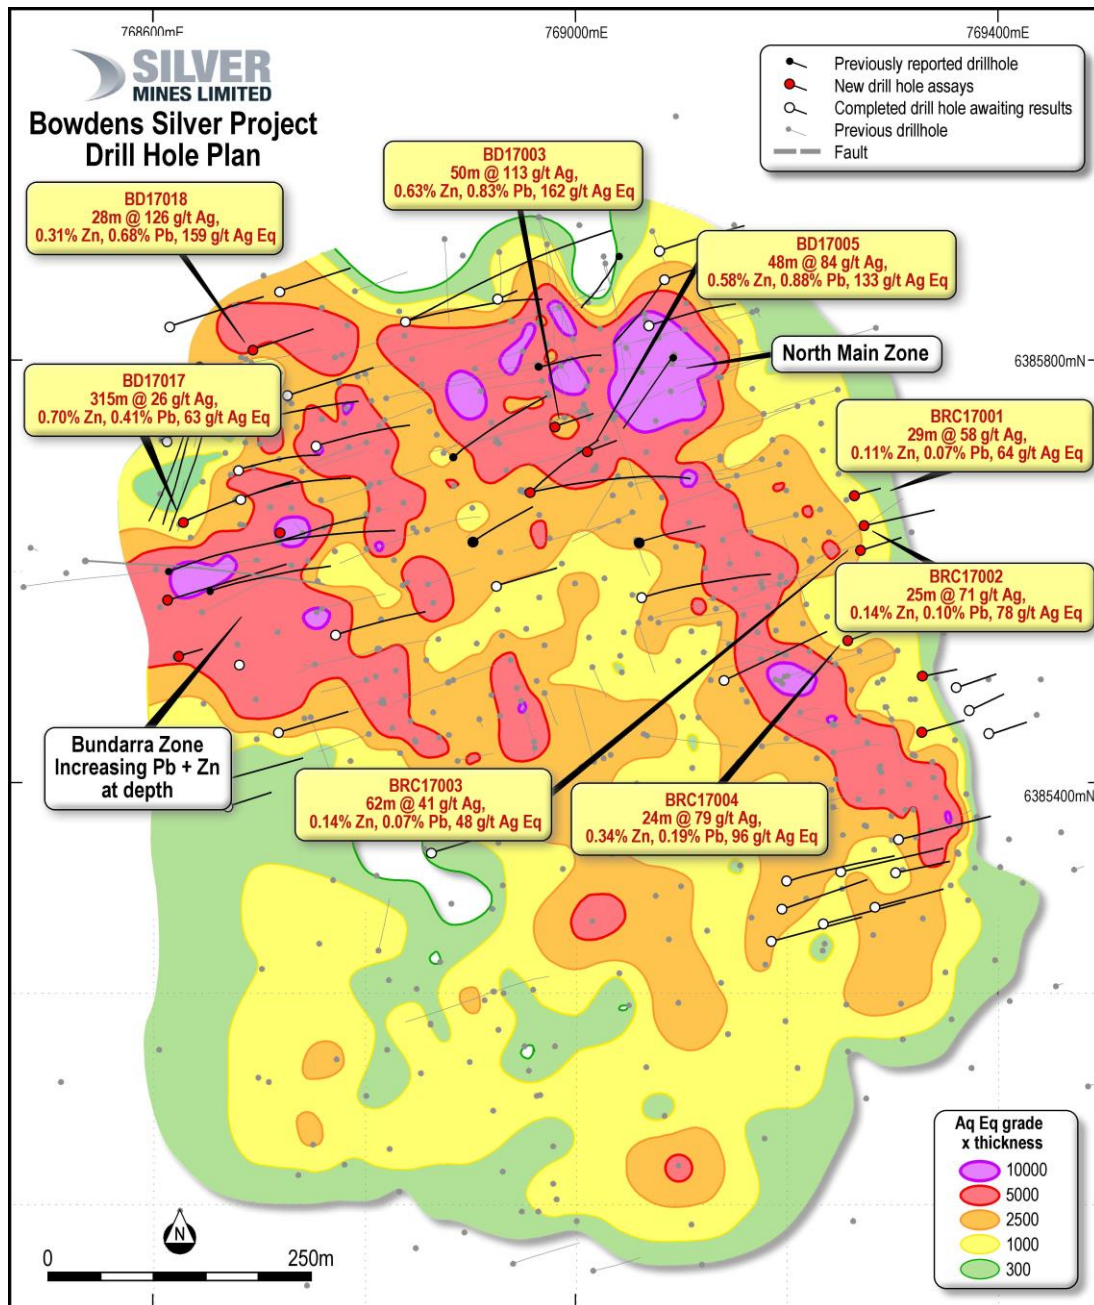 768600mE
769000mE
769400mE
SILVER
MINES LIMITED
Bowdens Silver Project
Drill Hole Plan
Previously reported drillhole
New drill hole assays
Completed drill hole awaiting results
Previous drillhole
Fault
BD17003
50m @ 113 g/t Ag,
0.63% Zn, 0.83% Pb, 162 g/t Ag Eq
BD17018
28m @ 126 g/t Ag,
0.31% Zn, 0.68% Pb, 159 g/t Ag Eq
BD17005
48m @ 84 g/t Ag,
0.58% Zn, 0.88% Pb, 133 g/t Ag Eq
North Main Zone
6385800mN
BD17017
315m @ 26 g/t Ag,
0.70% Zn, 0.41% Pb, 63 g/t Ag Eq
BRC17001
29m @ 58 g/t Ag,
0.11% Zn, 0.07% Pb, 64 g/t Ag Eq
BRC17002
25m @ 71 g/t Ag,
0.14% Zn, 0.10% Pb, 78 g/t Ag Eq
Bundarra Zone
Increasing Pb + Zn
at depth
BRC17003
62m @ 41 g/t Ag,
0.14% Zn, 0.07% Pb, 48 g/t Ag Eq
BRC17004
24m @ 79 g/t Ag,
0.34% Zn, 0.19% Pb, 96 g/t Ag Eq
6385400mN
Aq Eq grade
x thickness
10000
5000
2500
1000
300
N
0 250m